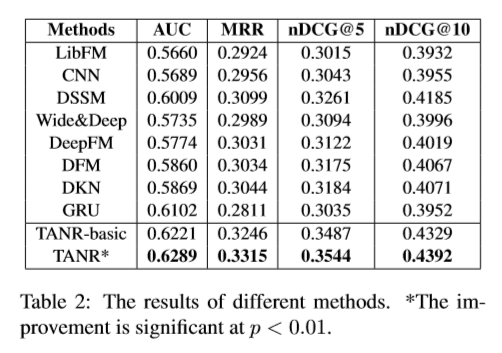 Methods AUC MRR nDCG@5 nDCG@10
LibFM 0.5660 0.2924 0.3015 0.3932
CNN 0.5689 0.2956 0.3043 0.3955
DSSM 0.6009 0.3099 0.3261 0.4185
Wide&Deep 0.5735 0.2989 0.3094 0.3996
DeepFM 0.5774 0.3031 0.3122 0.4019
DFM 0.5860 0.3034 0.3175 0.4067
DKN 0.5869 0.3044 0.3184 0.4071
GRU 0.6102 0.2811 0.3035 0.3952
TANR-basic 0.6221 0.3246 0.3487 0.4329
TANR* 0.6289 0.3315 0.3544 0.4392
Table 2: The results of different methods. *The im-
provement is significant at p < 0.01.